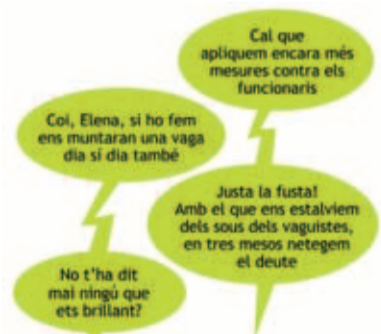 Cal que
apliquem encara més
mesures contra els
funcionaris
Coi, Elena, si ho fem
ens muntaran una vaga
dia sí dia també
Justa la fusta!
Amb el que ens estalviem
dels sous dels vaguistes,
en tres mesos netegem
el deute
No t'ha dit
mai ningú que
ets brillant?